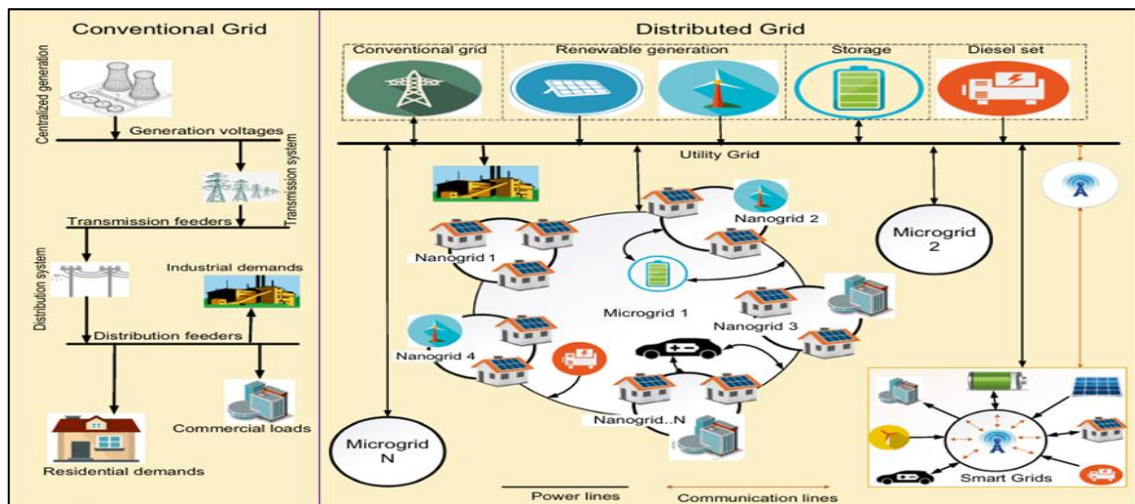 Conventional Grid
Centralized generation
Generation voltages
Transmission system
Transmission feeders
Distribution system
Industrial demands
Distribution feeders
Commercial loads
Residential demands
Distributed Grid
Conventional grid
Renewable generation
Storage
Diesel set
Utility Grid
Nanogrid 1
Nanogrid 2
Microgrid
2
Microgrid 1
Nanogrid 3
Nanogrid 4
Nanogrid..N
Microgrid
N
Smart Grids
Power lines
Communication lines